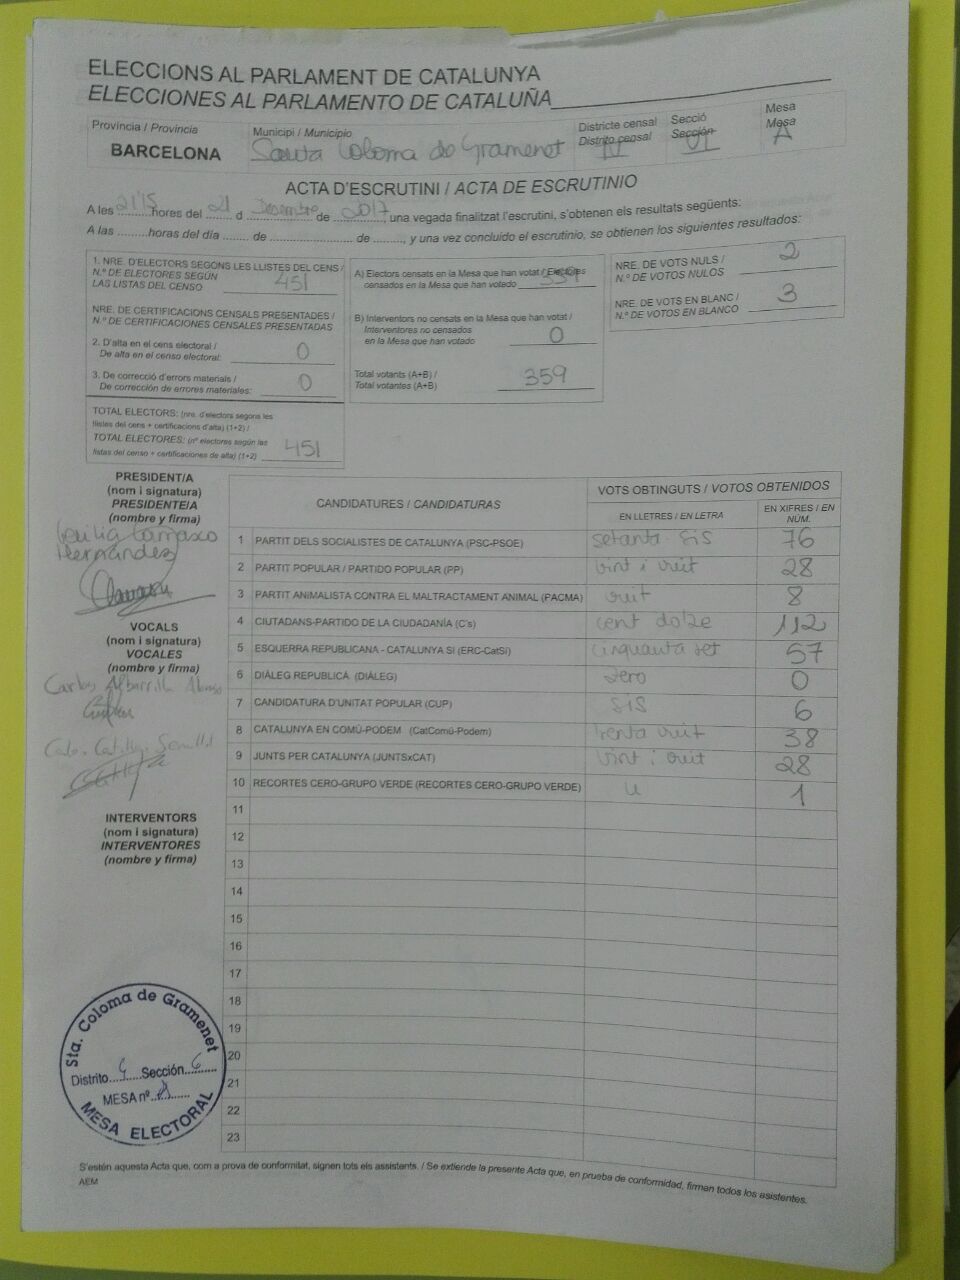 ELECCIONS AL PARLAMENT DE CATALUNYA
ELECCIONES AL PARLAMENTO DE CATALUÑA
Provincia / Provincia
BARCELONA
Municipi / Municipio
Santa Coloma de Gramenet
Districte censal
Distrito censal
IV
Secció
Sección
VI
Mesa
Mesa
A
ACTA D'ESCRUTINI / ACTA DE ESCRUTINIO
A les 21'15 hores del 21 d Desembre de 2017, una vegada finalitzat l'escrutini, s'obtenen els resultats següents:
A las .........horas del día ........ de .......................... de ........., y una vez concluido el escrutinio, se obtienen los siguientes resultados:
1. NRE. D'ELECTORS SEGONS LES LLISTES DEL CENS /
N.º DE ELECTORES SEGÚN
LAS LISTAS DEL CENSO 451
NRE. DE CERTIFICACIONS CENSALS PRESENTADES /
N.º DE CERTIFICACIONES CENSALES PRESENTADAS
2. D'alta en el cens electoral /
De alta en el censo electoral: 0
3. De correcció d'errors materials /
De corrección de errores materiales: 0
TOTAL ELECTORS: (nre. d'electors segons les
llistes del cens + certificacions d'alta) (1+2) /
TOTAL ELECTORES: (nº electores según las
listas del censo + certificaciones de alta) (1+2) 451
A) Electors censats en la Mesa que han votat / Electores
censados en la Mesa que han votado 359
B) Interventors no censats en la Mesa que han votat /
Interventores no censados
en la Mesa que han votado 0
Total votants (A+B) /
Total votantes (A+B) 359
NRE. DE VOTS NULS /
N.º DE VOTOS NULOS 2
NRE. DE VOTS EN BLANC /
N.º DE VOTOS EN BLANCO 3
PRESIDENT/A
(nom i signatura)
PRESIDENTE/A
(nombre y firma)
Hernández
VOCALS
(nom i signatura)
VOCALES
(nombre y firma)
Carlos
INTERVENTORS
(nom i signatura)
INTERVENTORES
(nombre y firma)
CANDIDATURES / CANDIDATURAS
VOTS OBTINGUTS / VOTOS OBTENIDOS
EN LLETRES / EN LETRA
EN XIFRES / EN
NÚM.
1 PARTIT DELS SOCIALISTES DE CATALUNYA (PSC-PSOE) setanta sis 76
2 PARTIT POPULAR / PARTIDO POPULAR (PP) vint i vuit 28
3 PARTIT ANIMALISTA CONTRA EL MALTRACTAMENT ANIMAL (PACMA) vuit 8
4 CIUTADANS-PARTIDO DE LA CIUDADANÍA (C's) cent dotze 112
5 ESQUERRA REPUBLICANA - CATALUNYA SÍ (ERC-CatSí) cinquanta set 57
6 DIÀLEG REPUBLICÀ (DIÀLEG) zero 0
7 CANDIDATURA D'UNITAT POPULAR (CUP) sis 6
8 CATALUNYA EN COMÚ-PODEM (CatComú-Podem) trenta vuit 38
9 JUNTS PER CATALUNYA (JUNTSxCAT) vint i vuit 28
10 RECORTES CERO-GRUPO VERDE (RECORTES CERO-GRUPO VERDE) u 1
11
12
13
14
15
16
17
18
19
20
21
22
23
Sta. Coloma de Gramenet
Distrito 4 Sección 6
MESA nº A
MESA ELECTORAL
S'estén aquesta Acta que, com a prova de conformitat, signen tots els assistents. / Se extiende la presente Acta que, en prueba de conformidad, firman todos los asistentes.
AEM